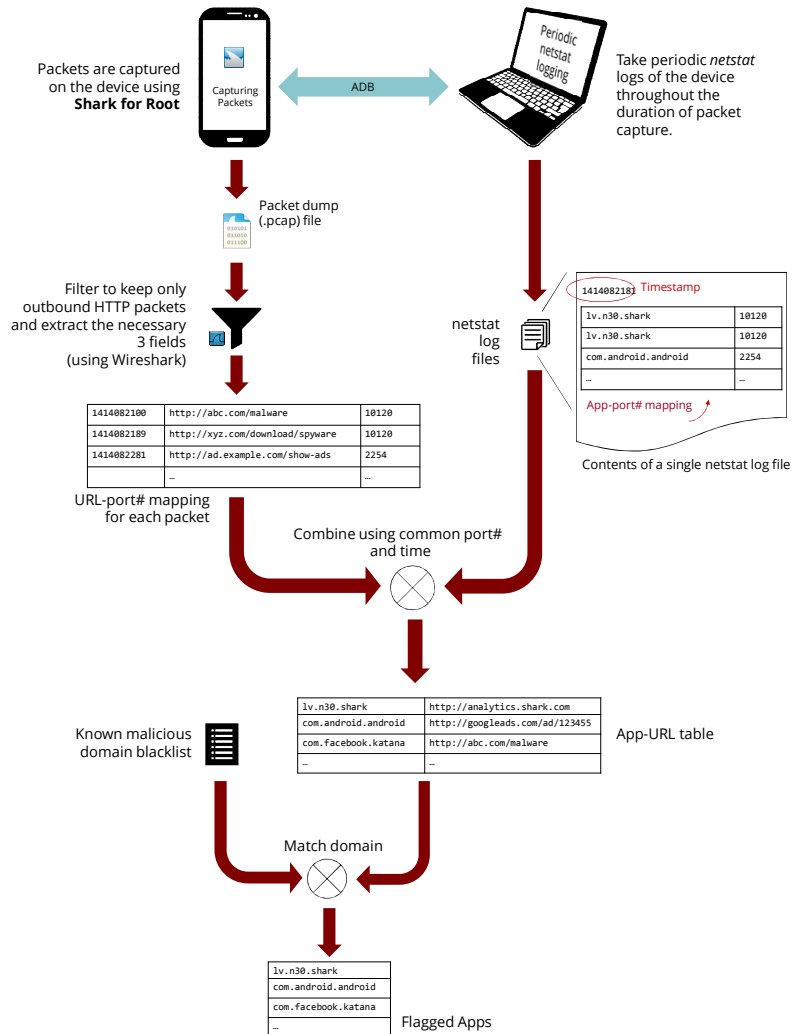 Packets are captured
on the device using
Shark for Root
Capturing
Packets
ADB
Periodic
netstat
logging
Take periodic netstat
logs of the device
throughout the
duration of packet
capture.
Packet dump
(.pcap) file
010101
011010
011100
Filter to keep only
outbound HTTP packets
and extract the necessary
3 fields
(using Wireshark)
netstat
log
files
1414082181 Timestamp
lv.n30.shark 10120
lv.n30.shark 10120
com.android.android 2254
… …
App-port# mapping
Contents of a single netstat log file
1414082100 http://abc.com/malware 10120
1414082189 http://xyz.com/download/spyware 10120
1414082281 http://ad.example.com/show-ads 2254
… …
URL-port# mapping
for each packet
Combine using common port#
and time
lv.n30.shark http://analytics.shark.com
com.android.android http://googleads.com/ad/123455
com.facebook.katana http://abc.com/malware
… …
App-URL table
Known malicious
domain blacklist
Match domain
lv.n30.shark
com.android.android
com.facebook.katana
…
Flagged Apps